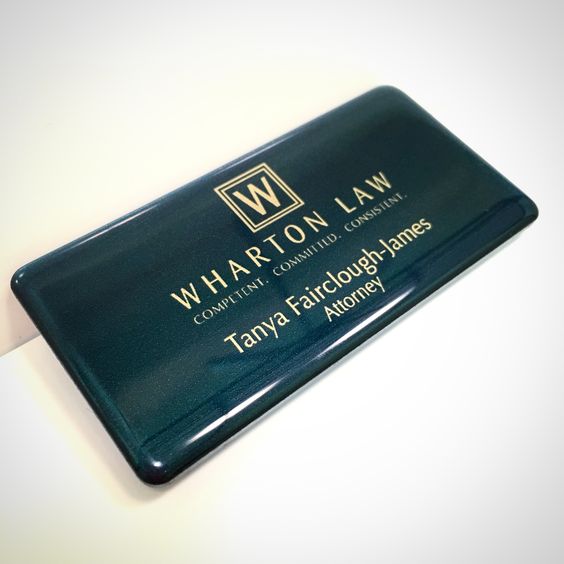 W
WHARTON LAW
COMPETENT. COMMITTED. CONSISTENT.
Tanya Fairclough-James
Attorney